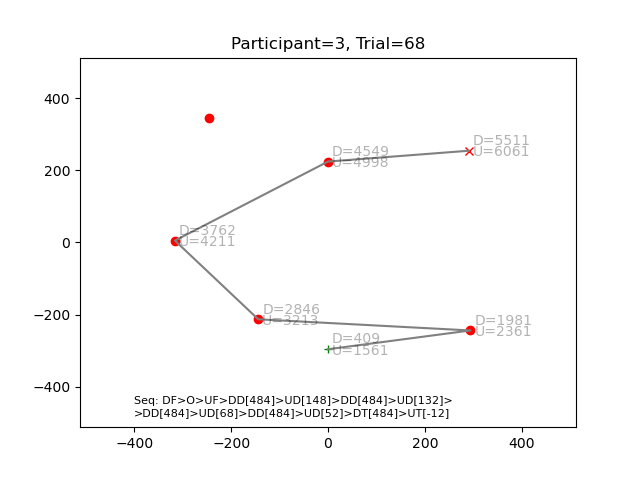 Participant=3, Trial=68
400
200
0
−200
−400
−400
−200
0
200
400
D=5511
U=6061
D=4549
U=4998
D=3762
U=4211
D=2846
U=3213
D=1981
U=2361
D=409
U=1561
Seq: DF>O>UF>DD[484]>UD[148]>DD[484]>UD[132]>
>DD[484]>UD[68]>DD[484]>UD[52]>DT[484]>UT[-12]